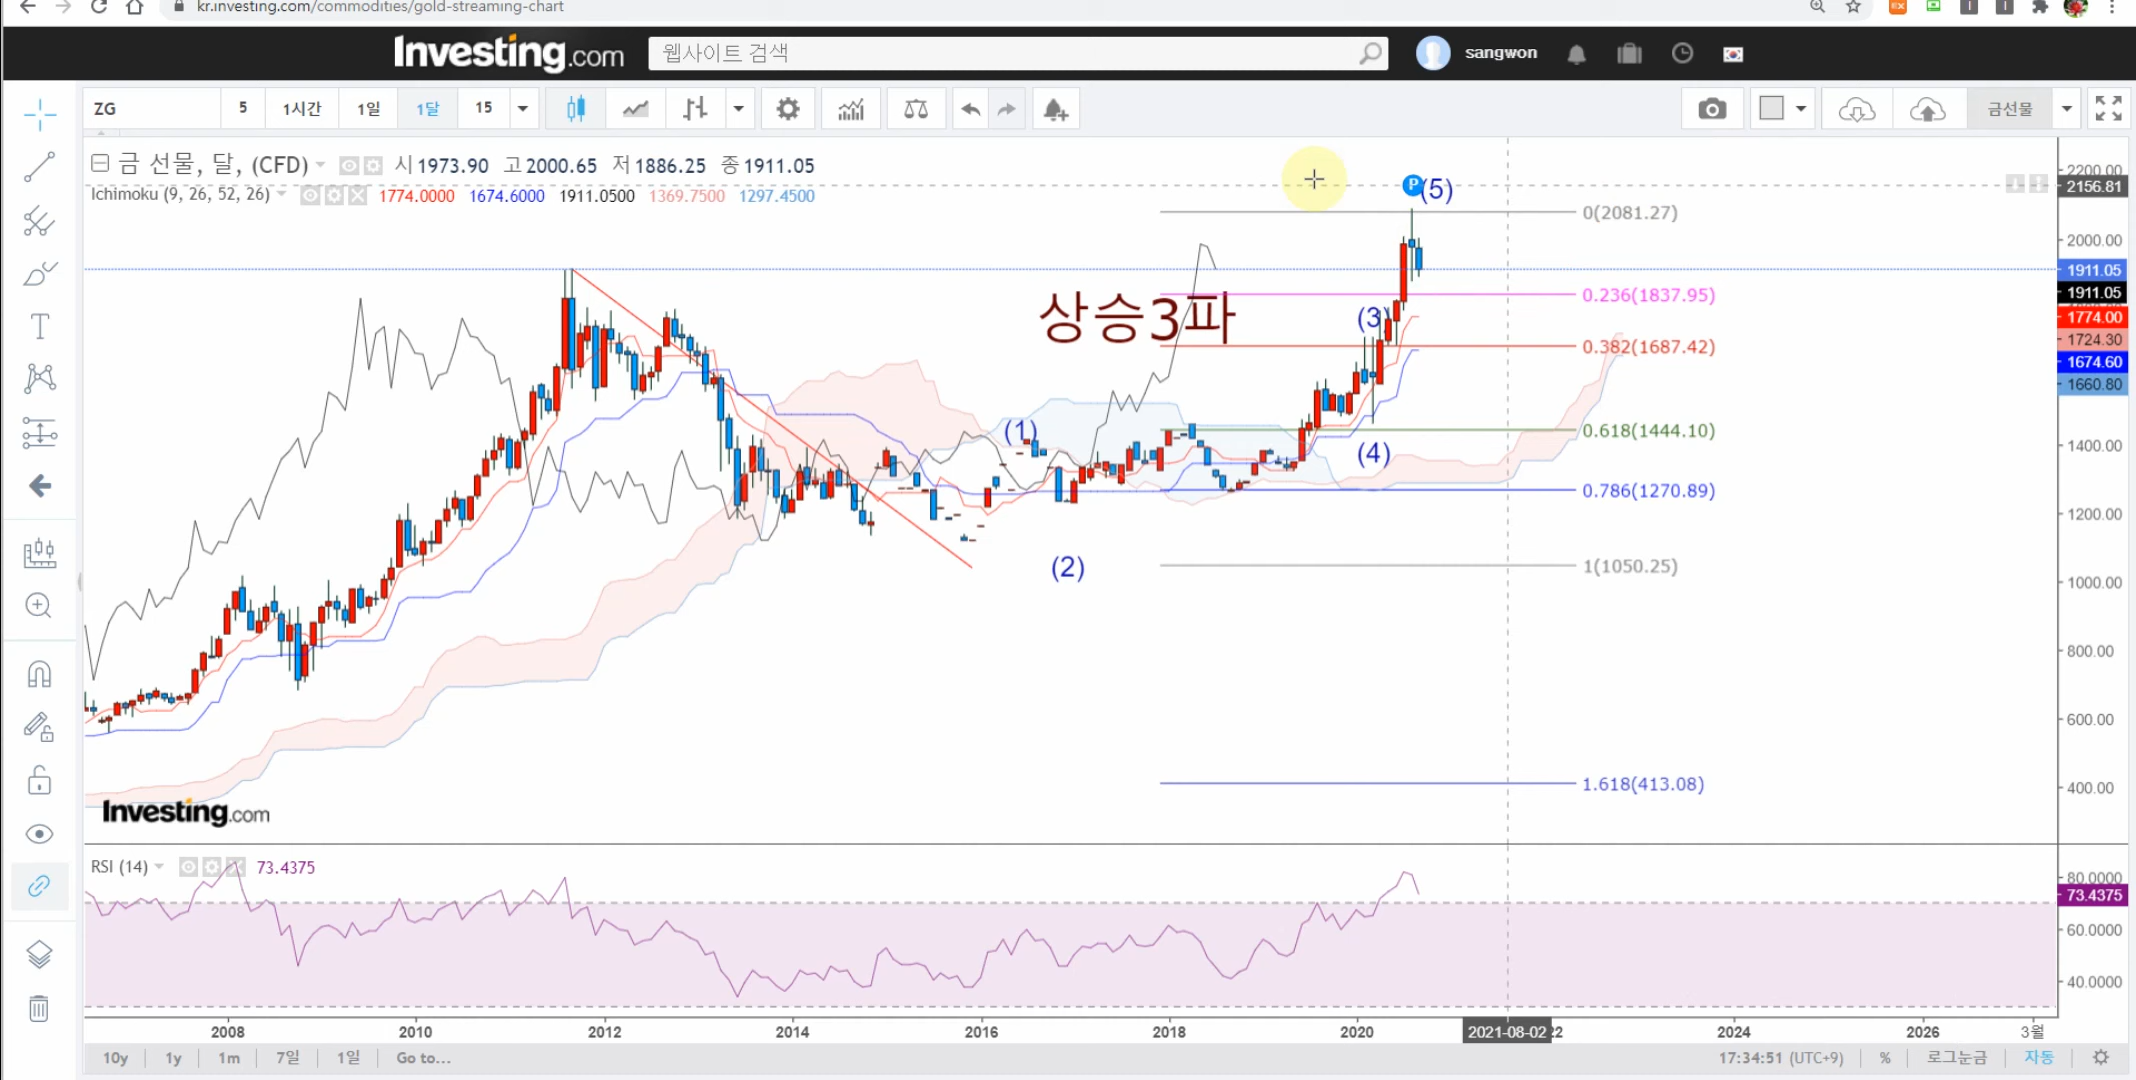 kr.investing.com/commodities/gold-streaming-chart
Investing.com 웹사이트 검색 sangwon
ZG 5 1시간 1일 1달 15 금선물
금 선물, 달, (CFD) 시 1973.90 고 2000.65 저 1886.25 종 1911.05
Ichimoku (9, 26, 52, 26) 1774.0000 1674.6000 1911.0500 1369.7500 1297.4500
P (5)
0(2081.27)
0.236(1837.95)
상승3파
(3)
0.382(1687.42)
(1)
0.618(1444.10)
(4)
0.786(1270.89)
(2)
1(1050.25)
1.618(413.08)
2200.00
2156.81
2000.00
1911.05
1911.05
1774.00
1724.30
1674.60
1660.80
1400.00
1200.00
1000.00
800.00
600.00
400.00
Investing.com
RSI (14) 73.4375
80.0000
73.4375
60.0000
40.0000
2008 2010 2012 2014 2016 2018 2020 2021-08-02 2024 2026 3월
10y 1y 1m 7일 1일 Go to... 17:34:51 (UTC+9) % 로그눈금 자동